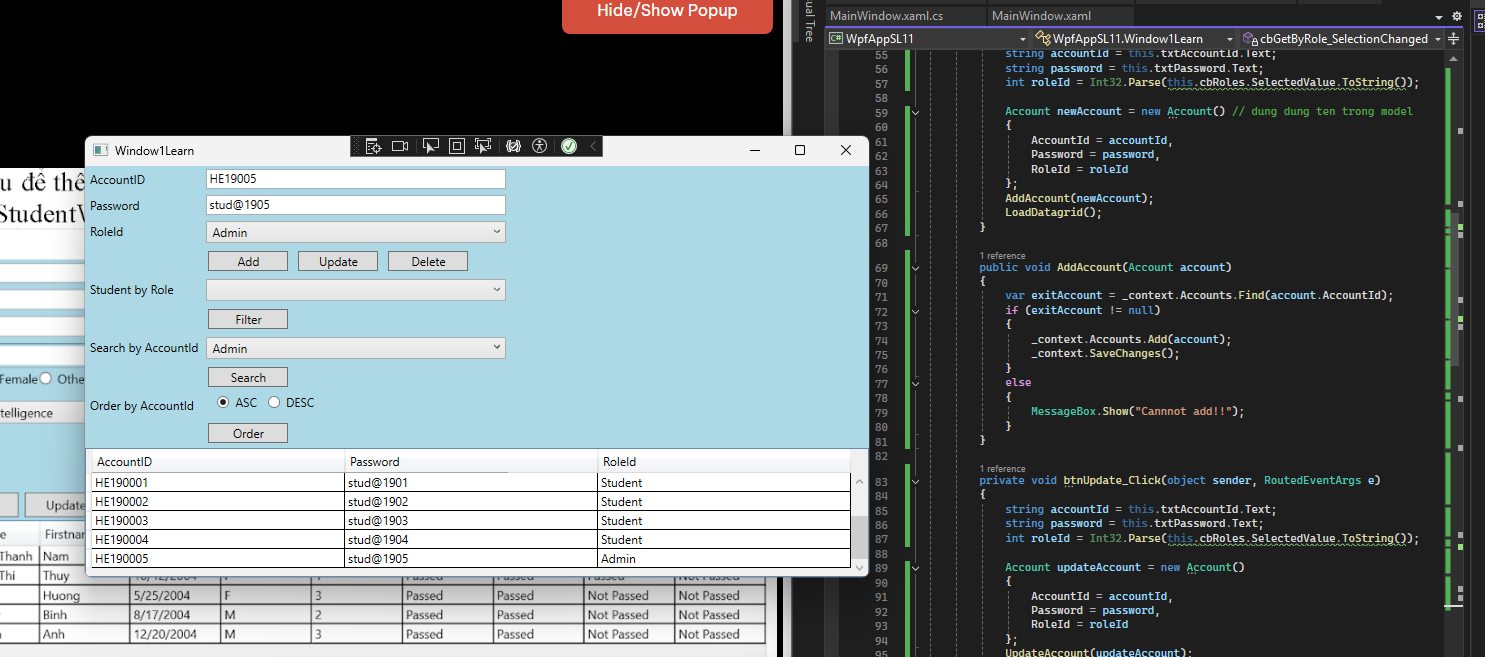 Hide/Show Popup
u để thê
StudentW
Female
Othe
telligence
Update
e Firstnar
Thanh Nam
Thi Thuy 10/12/2004 F 1 Passed Passed Passed Not Passed
Huong 5/25/2004 F 3 Passed Passed Not Passed Not Passed
Binh 8/17/2004 M 2 Passed Passed Not Passed Not Passed
Anh 12/20/2004 M 3 Passed Passed Not Passed Not Passed
Window1Learn
AccountID HE19005
Password stud@1905
RoleId Admin
Add Update Delete
Student by Role
Filter
Search by AccountId Admin
Search
Order by AccountId ASC DESC
Order
AccountID Password RoleId
HE190001 stud@1901 Student
HE190002 stud@1902 Student
HE190003 stud@1903 Student
HE190004 stud@1904 Student
HE190005 stud@1905 Admin
ual Tree
MainWindow.xaml.cs MainWindow.xaml
WpfAppSL11 WpfAppSL11.Window1Learn cbGetByRole_SelectionChanged
55 string accountId = this.txtAccountId.Text;
56 string password = this.txtPassword.Text;
57 int roleId = Int32.Parse(this.cbRoles.SelectedValue.ToString());
58
59 Account newAccount = new Account() // dung dung ten trong model
60 {
61 AccountId = accountId,
62 Password = password,
63 RoleId = roleId
64 };
65 AddAccount(newAccount);
66 LoadDatagrid();
67 }
68
1 reference
69 public void AddAccount(Account account)
70 {
71 var exitAccount = _context.Accounts.Find(account.AccountId);
72 if (exitAccount != null)
73 {
74 _context.Accounts.Add(account);
75 _context.SaveChanges();
76 }
77 else
78 {
79 MessageBox.Show("Cannnot add!!");
80 }
81 }
82
1 reference
83 private void btnUpdate_Click(object sender, RoutedEventArgs e)
84 {
85 string accountId = this.txtAccountId.Text;
86 string password = this.txtPassword.Text;
87 int roleId = Int32.Parse(this.cbRoles.SelectedValue.ToString());
88
89 Account updateAccount = new Account()
90 {
91 AccountId = accountId,
92 Password = password,
93 RoleId = roleId
94 };
95 UpdateAccount(updateAccount);